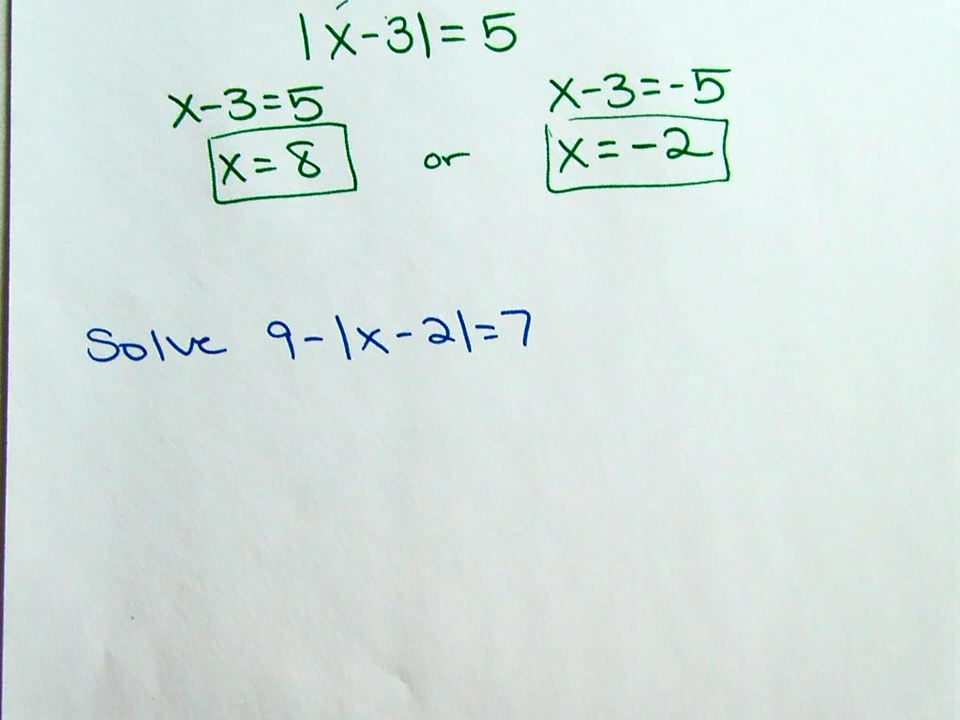 |x-3|=5
x-3=5 x-3=-5
x=8 or x=-2
Solve 9-|x-2|=7